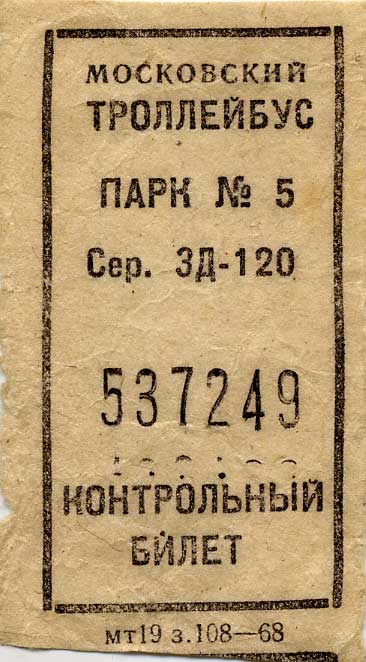 МОСКОВСКИЙ
ТРОЛЛЕЙБУС
ПАРК № 5
Сер. ЗД-120
537249
КОНТРОЛЬНЫЙ
БИЛЕТ
мт19 з.108—68